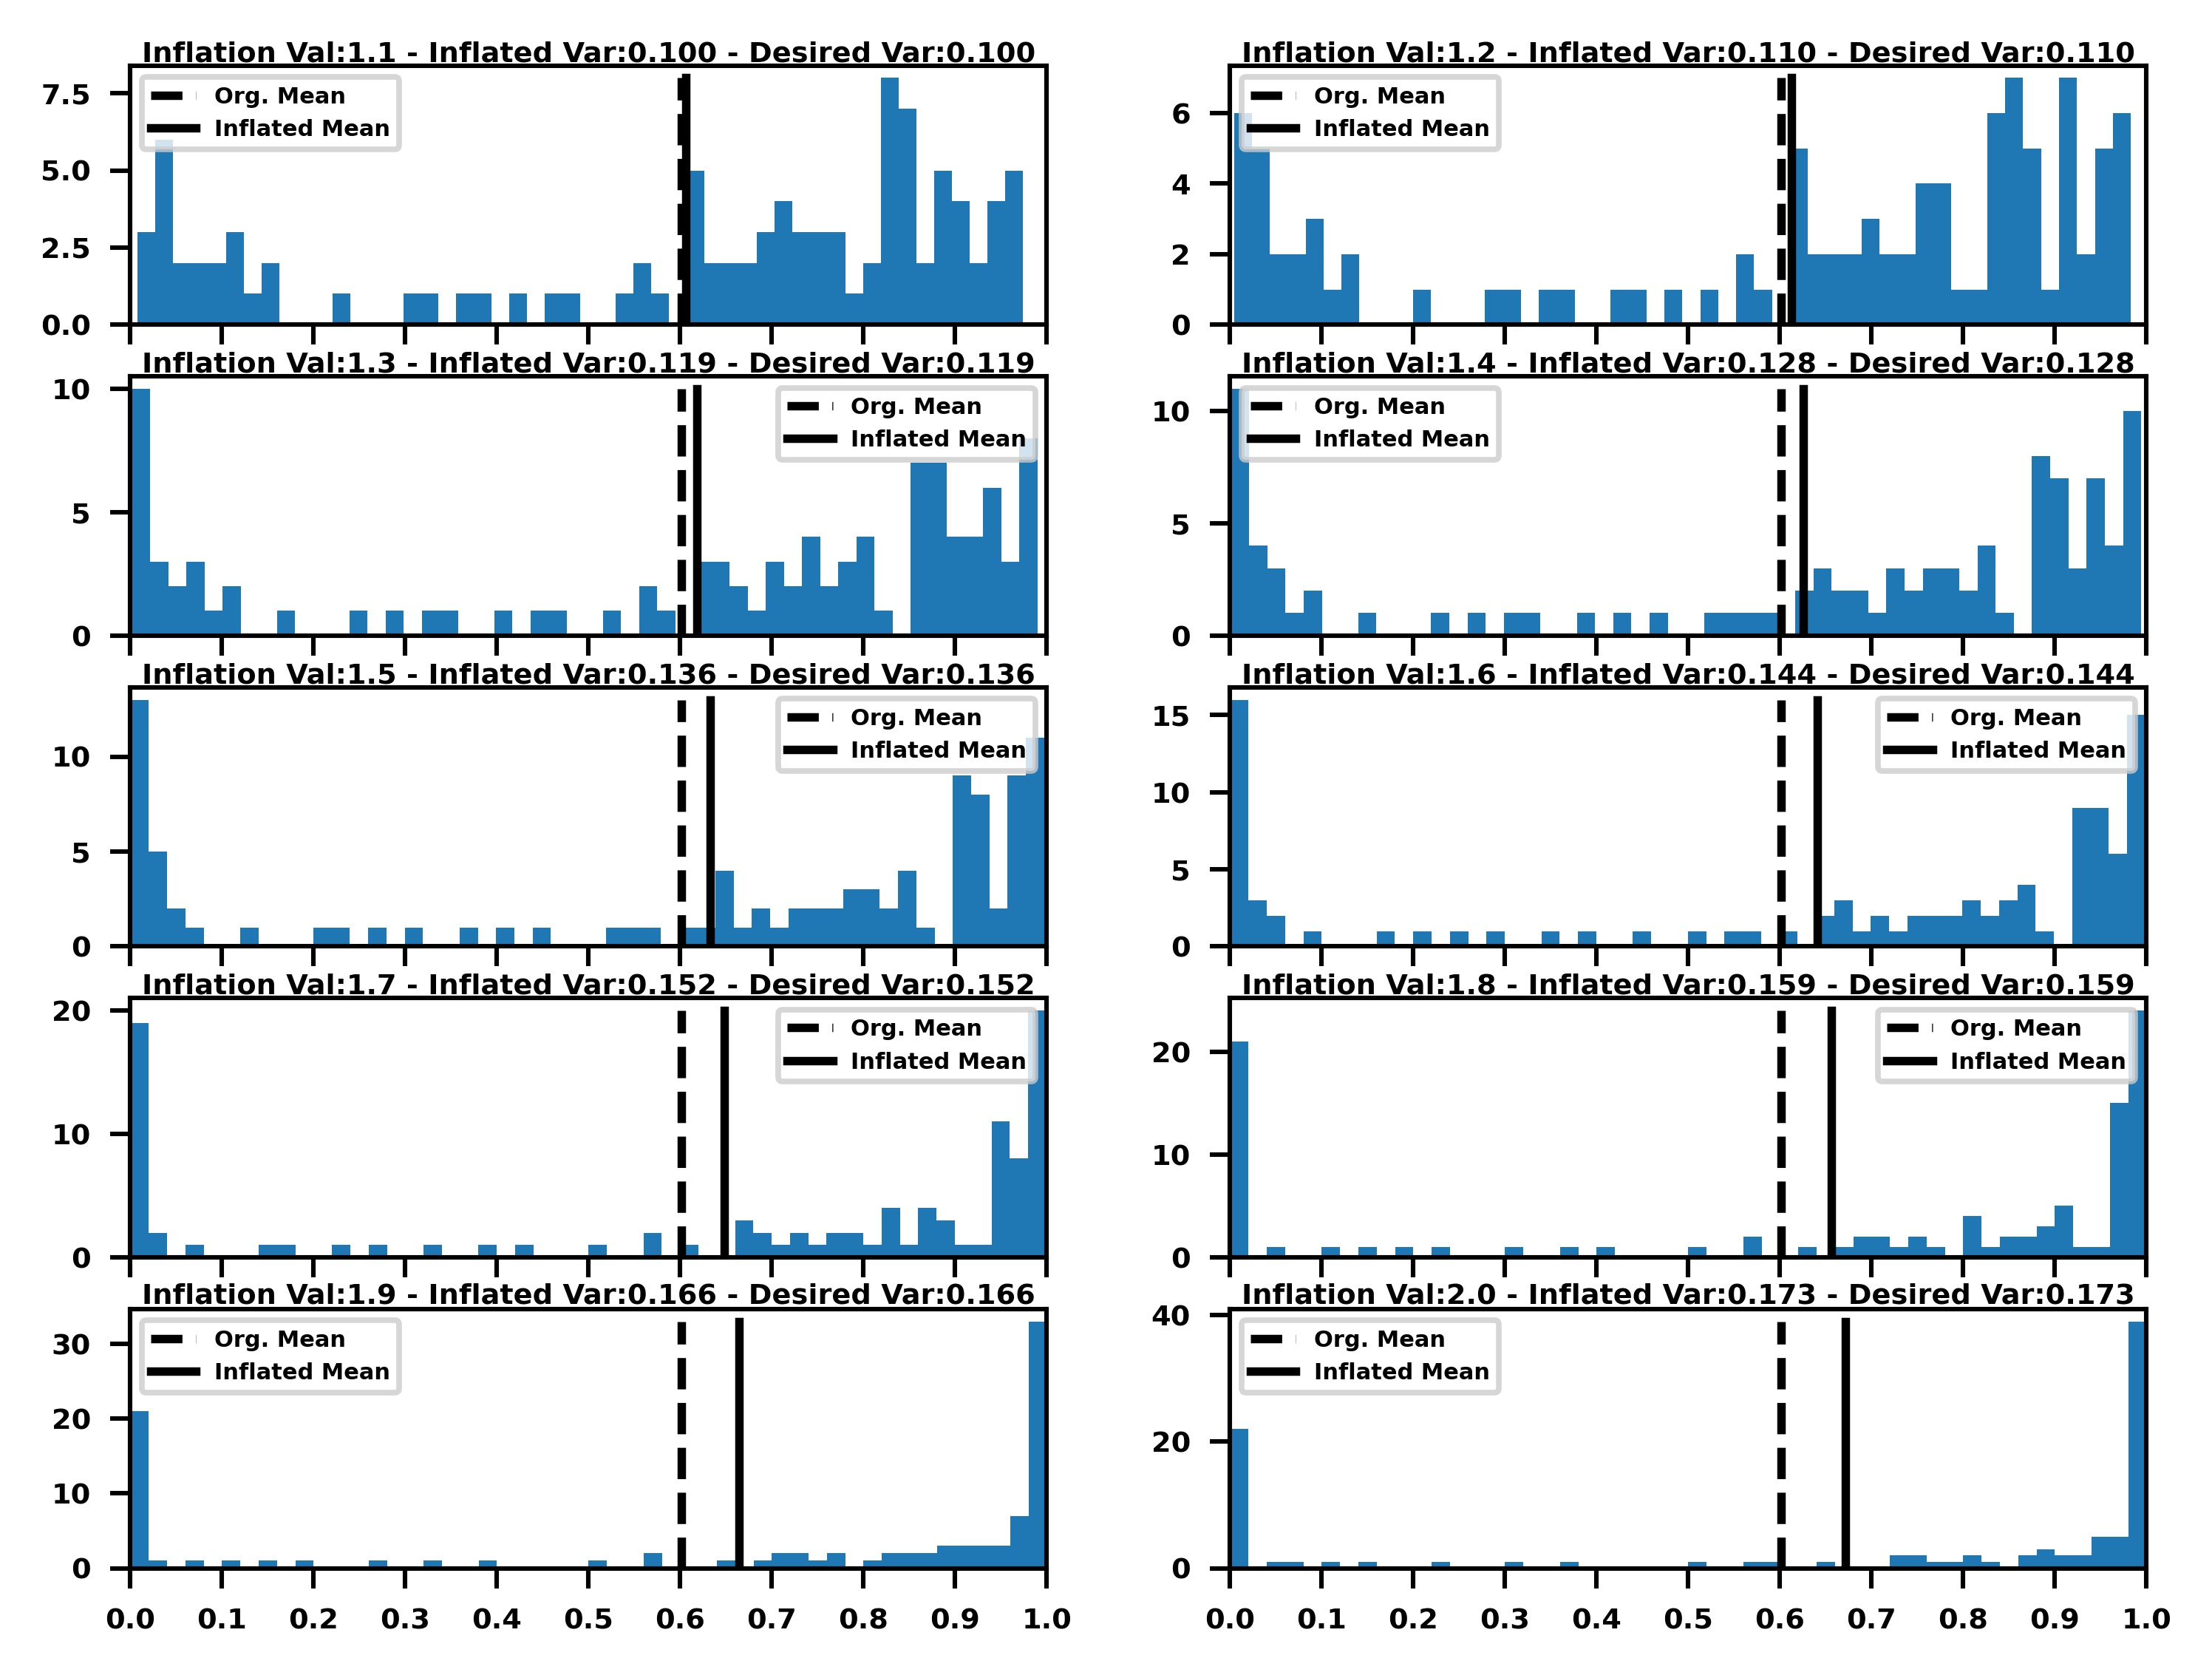 Inflation Val:1.1 - Inflated Var:0.100 - Desired Var:0.100
7.5
5.0
2.5
0.0
Org. Mean
Inflated Mean
Inflation Val:1.2 - Inflated Var:0.110 - Desired Var:0.110
6
4
2
0
Org. Mean
Inflated Mean
Inflation Val:1.3 - Inflated Var:0.119 - Desired Var:0.119
10
5
0
Org. Mean
Inflated Mean
Inflation Val:1.4 - Inflated Var:0.128 - Desired Var:0.128
10
5
0
Org. Mean
Inflated Mean
Inflation Val:1.5 - Inflated Var:0.136 - Desired Var:0.136
10
5
0
Org. Mean
Inflated Mean
Inflation Val:1.6 - Inflated Var:0.144 - Desired Var:0.144
15
10
5
0
Org. Mean
Inflated Mean
Inflation Val:1.7 - Inflated Var:0.152 - Desired Var:0.152
20
10
0
Org. Mean
Inflated Mean
Inflation Val:1.8 - Inflated Var:0.159 - Desired Var:0.159
20
10
0
Org. Mean
Inflated Mean
Inflation Val:1.9 - Inflated Var:0.166 - Desired Var:0.166
30
20
10
0
Org. Mean
Inflated Mean
0.0 0.1 0.2 0.3 0.4 0.5 0.6 0.7 0.8 0.9 1.0
Inflation Val:2.0 - Inflated Var:0.173 - Desired Var:0.173
40
20
0
Org. Mean
Inflated Mean
0.0 0.1 0.2 0.3 0.4 0.5 0.6 0.7 0.8 0.9 1.0